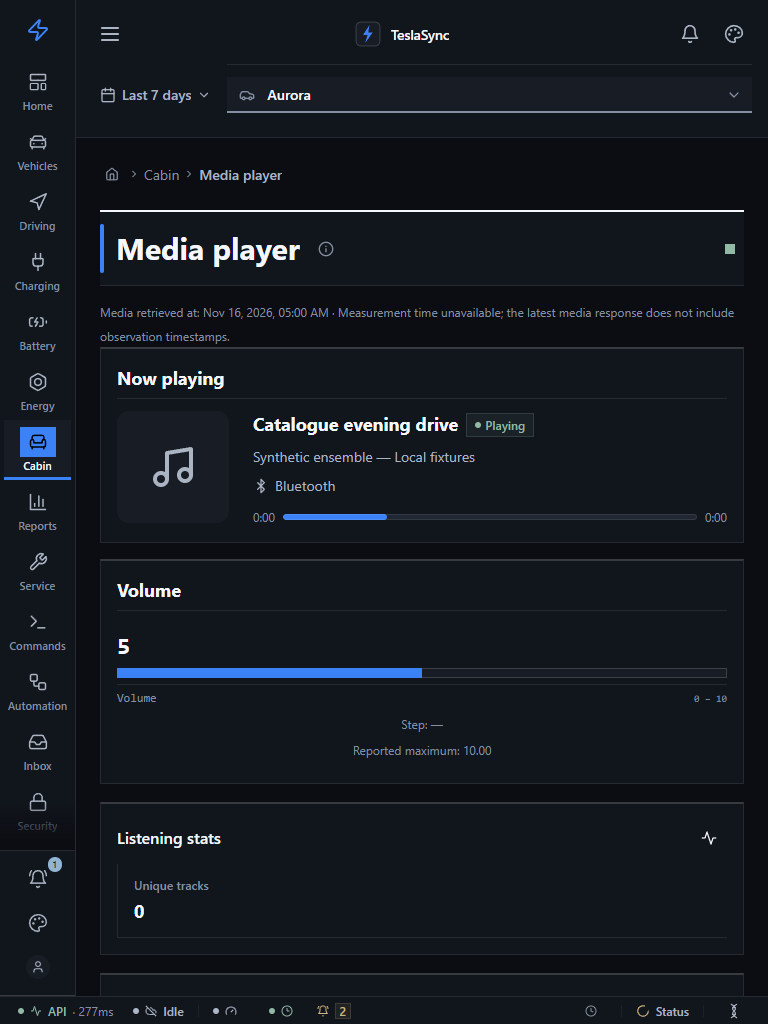 TeslaSync
Last 7 days
Aurora
Home
Vehicles
Driving
Charging
Battery
Energy
Cabin
Reports
Service
Commands
Automation
Inbox
Security
1
Cabin
Media player
Media player
Media retrieved at: Nov 16, 2026, 05:00 AM · Measurement time unavailable; the latest media response does not include
observation timestamps.
Now playing
Catalogue evening drive
Playing
Synthetic ensemble — Local fixtures
Bluetooth
0:00
0:00
Volume
5
Volume
0 – 10
Step: —
Reported maximum: 10.00
Listening stats
Unique tracks
0
API · 277ms
Idle
2
Status